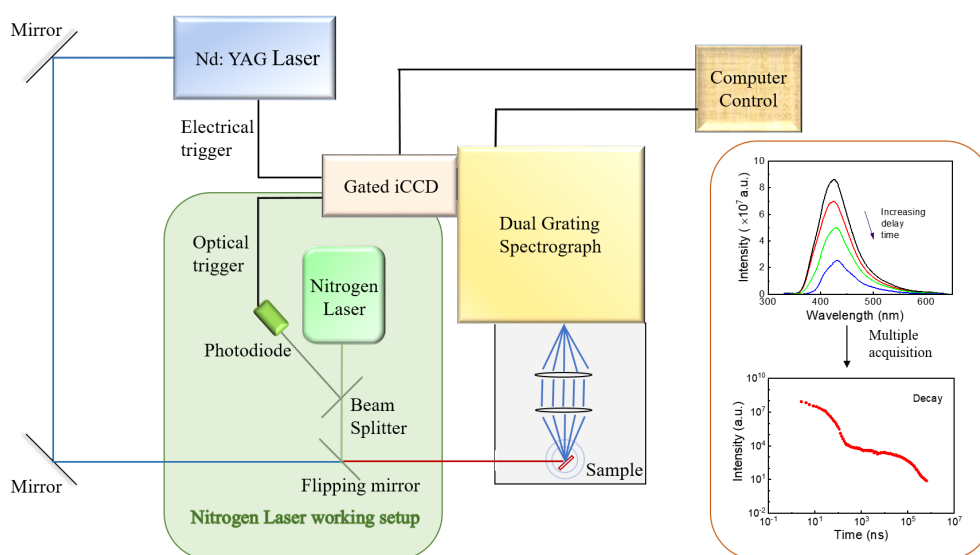 Mirror
Nd: YAG Laser
Computer
Control
Electrical
trigger
Gated iCCD
Dual Grating
Spectrograph
Optical
trigger
Nitrogen
Laser
Photodiode
Beam
Splitter
Mirror
Flipping mirror
Sample
Nitrogen Laser working setup
Intensity ( ×10⁷ a.u.)
10
8
6
4
2
0
Increasing
delay
time
300 400 500 600
Wavelength (nm)
Multiple
acquisition
Intensity (a.u.)
10¹⁰
10⁷
10⁴
10¹
10⁻²
Decay
10⁻¹ 10¹ 10³ 10⁵ 10⁷
Time (ns)